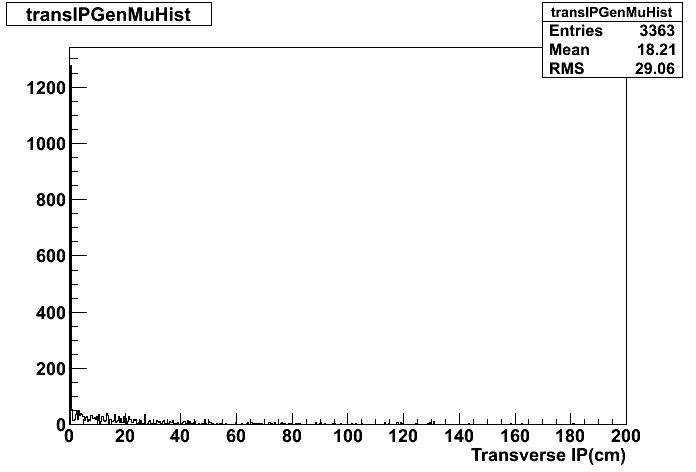 transIPGenMuHist
transIPGenMuHist
Entries 3363
Mean 18.21
RMS 29.06
1200
1000
800
600
400
200
0
0 20 40 60 80 100 120 140 160 180 200
Transverse IP(cm)